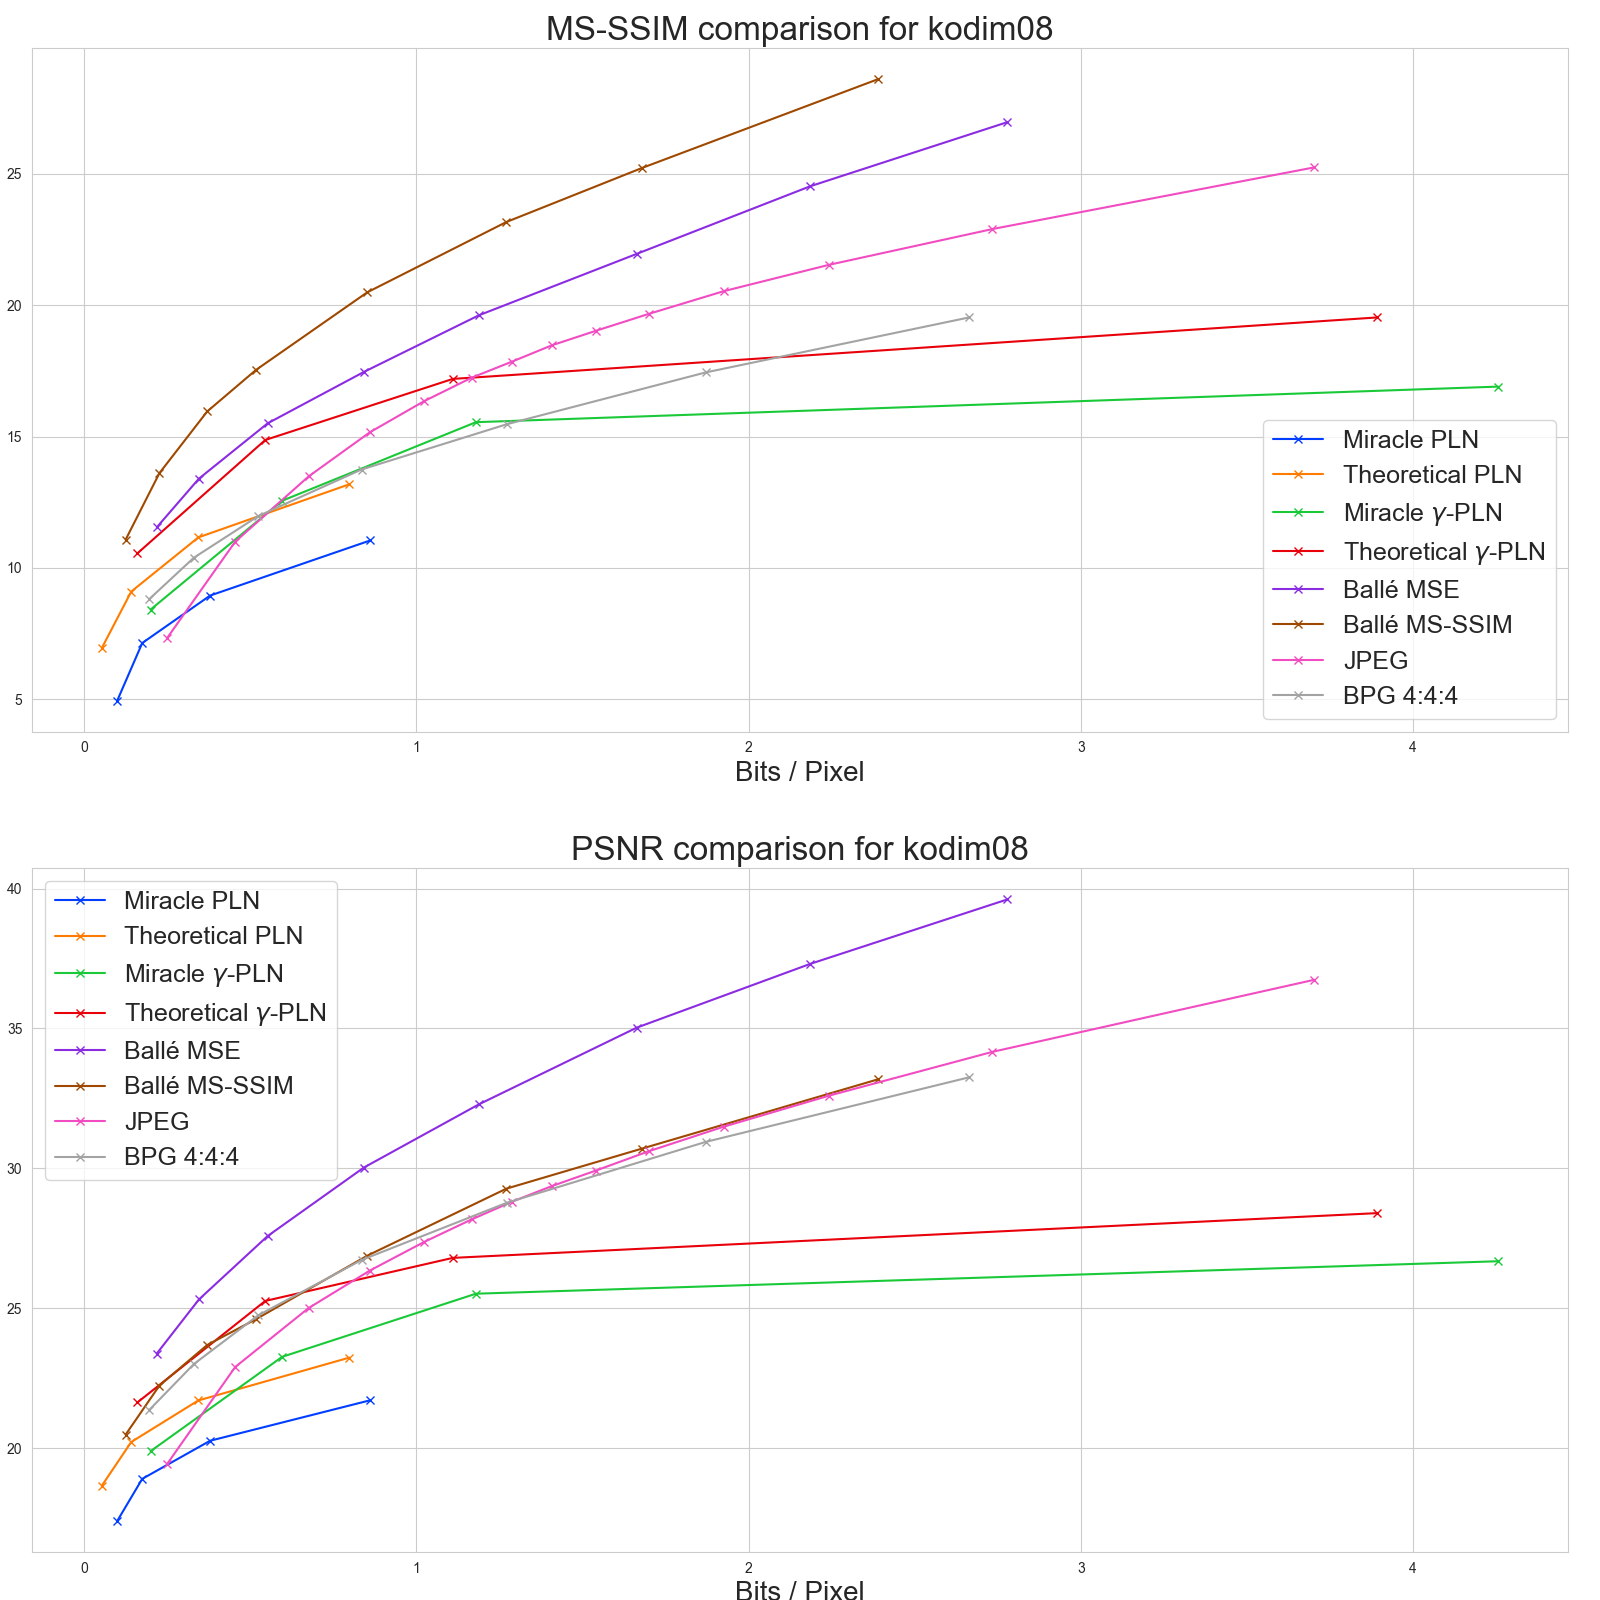 MS-SSIM comparison for kodim08
25
20
15
10
5
Miracle PLN
Theoretical PLN
Miracle γ-PLN
Theoretical γ-PLN
Ballé MSE
Ballé MS-SSIM
JPEG
BPG 4:4:4
0 1 2 3 4
Bits / Pixel
PSNR comparison for kodim08
40
35
30
25
20
Miracle PLN
Theoretical PLN
Miracle γ-PLN
Theoretical γ-PLN
Ballé MSE
Ballé MS-SSIM
JPEG
BPG 4:4:4
0 1 2 3 4
Bits / Pixel